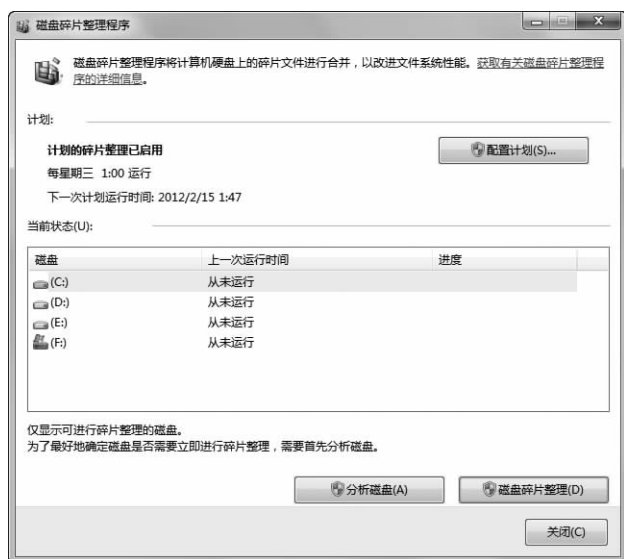 磁盘碎片整理程序
磁盘碎片整理程序将计算机硬盘上的碎片文件进行合并，以改进文件系统性能。获取有关磁盘碎片整理程
序的详细信息。
计划:
计划的碎片整理已启用
配置计划(S)...
每星期三 1:00 运行
下一次计划运行时间: 2012/2/15 1:47
当前状态(U):
磁盘 上一次运行时间 进度
(C:) 从未运行
(D:) 从未运行
(E:) 从未运行
(F:) 从未运行
仅显示可进行碎片整理的磁盘。
为了最好地确定磁盘是否需要立即进行碎片整理，需要首先分析磁盘。
分析磁盘(A) 磁盘碎片整理(D)
关闭(C)